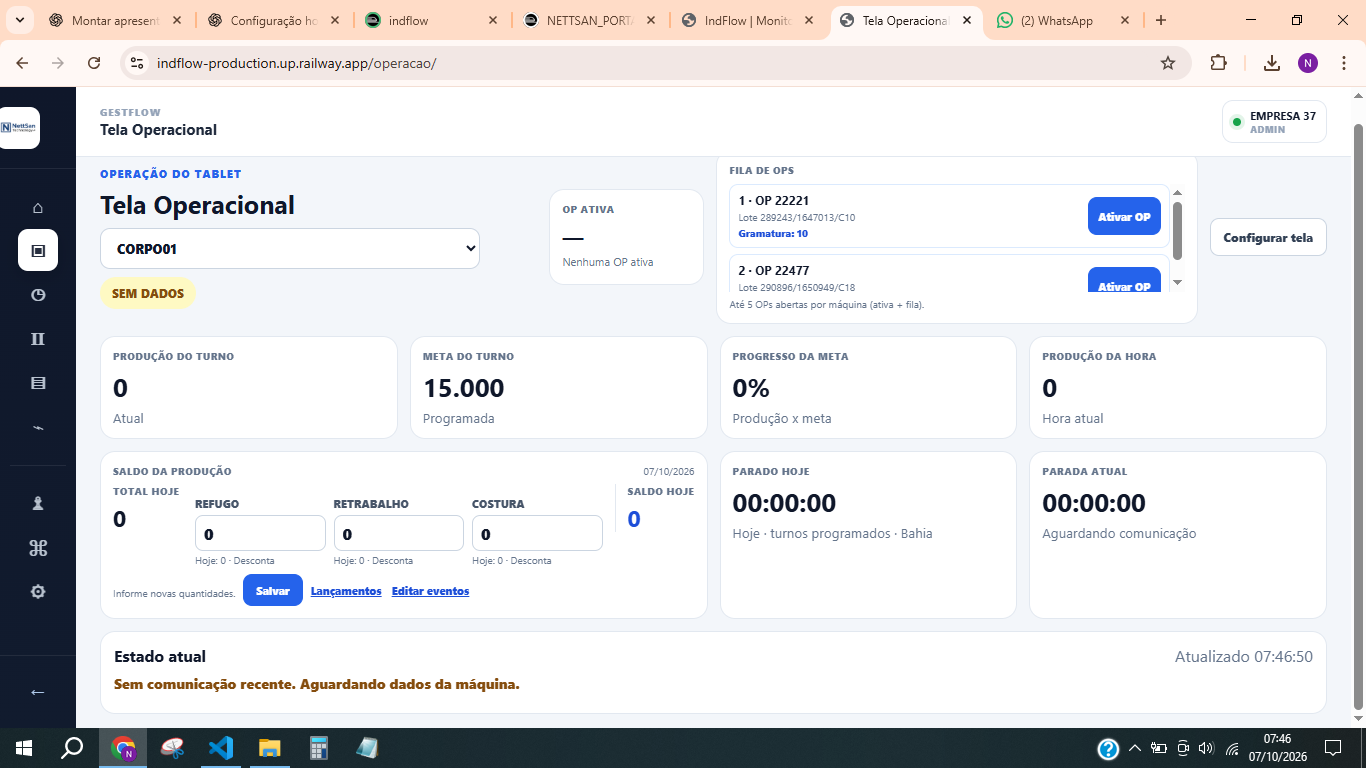 Montar apresent
Configuração ho
indflow
NETTSAN_PORTA
IndFlow | Monito
Tela Operacional
(2) WhatsApp
indflow-production.up.railway.app/operacao/
N
NettSan
GESTFLOW
Tela Operacional
EMPRESA 37
ADMIN
OPERAÇÃO DO TABLET
Tela Operacional
CORPO01
SEM DADOS
OP ATIVA
—
Nenhuma OP ativa
FILA DE OPS
1 · OP 22221
Lote 289243/1647013/C10
Gramatura: 10
Ativar OP
2 · OP 22477
Lote 290896/1650949/C18
Ativar OP
Até 5 OPs abertas por máquina (ativa + fila).
Configurar tela
PRODUÇÃO DO TURNO
0
Atual
META DO TURNO
15.000
Programada
PROGRESSO DA META
0%
Produção x meta
PRODUÇÃO DA HORA
0
Hora atual
SALDO DA PRODUÇÃO
07/10/2026
TOTAL HOJE
0
REFUGO
0
Hoje: 0 · Desconta
RETRABALHO
0
Hoje: 0 · Desconta
COSTURA
0
Hoje: 0 · Desconta
SALDO HOJE
0
Informe novas quantidades.
Salvar
Lançamentos
Editar eventos
PARADO HOJE
00:00:00
Hoje · turnos programados · Bahia
PARADA ATUAL
00:00:00
Aguardando comunicação
Estado atual
Atualizado 07:46:50
Sem comunicação recente. Aguardando dados da máquina.
07:46
07/10/2026